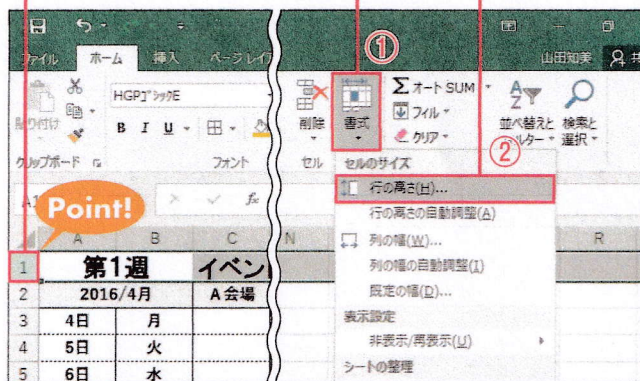 ファイル ホーム 挿入 ページレイ
山田知美
①
HGPｺﾞｼｯｸE
B I U
貼り付け
クリップボード
フォント
削除
セル
書式
Σ オート SUM
フィル
クリア
並べ替えと
フィルター
検索と
選択
②
セルのサイズ
行の高さ(H)...
行の高さの自動調整(A)
列の幅(W)...
列の幅の自動調整(I)
既定の幅(D)...
表示設定
非表示/再表示(U)
シートの整理
A1
fx
Point!
A B C N R
1 第1週 イベン
2 2016/4月 A会場
3 4日 月
4 5日 火
5 6日 水